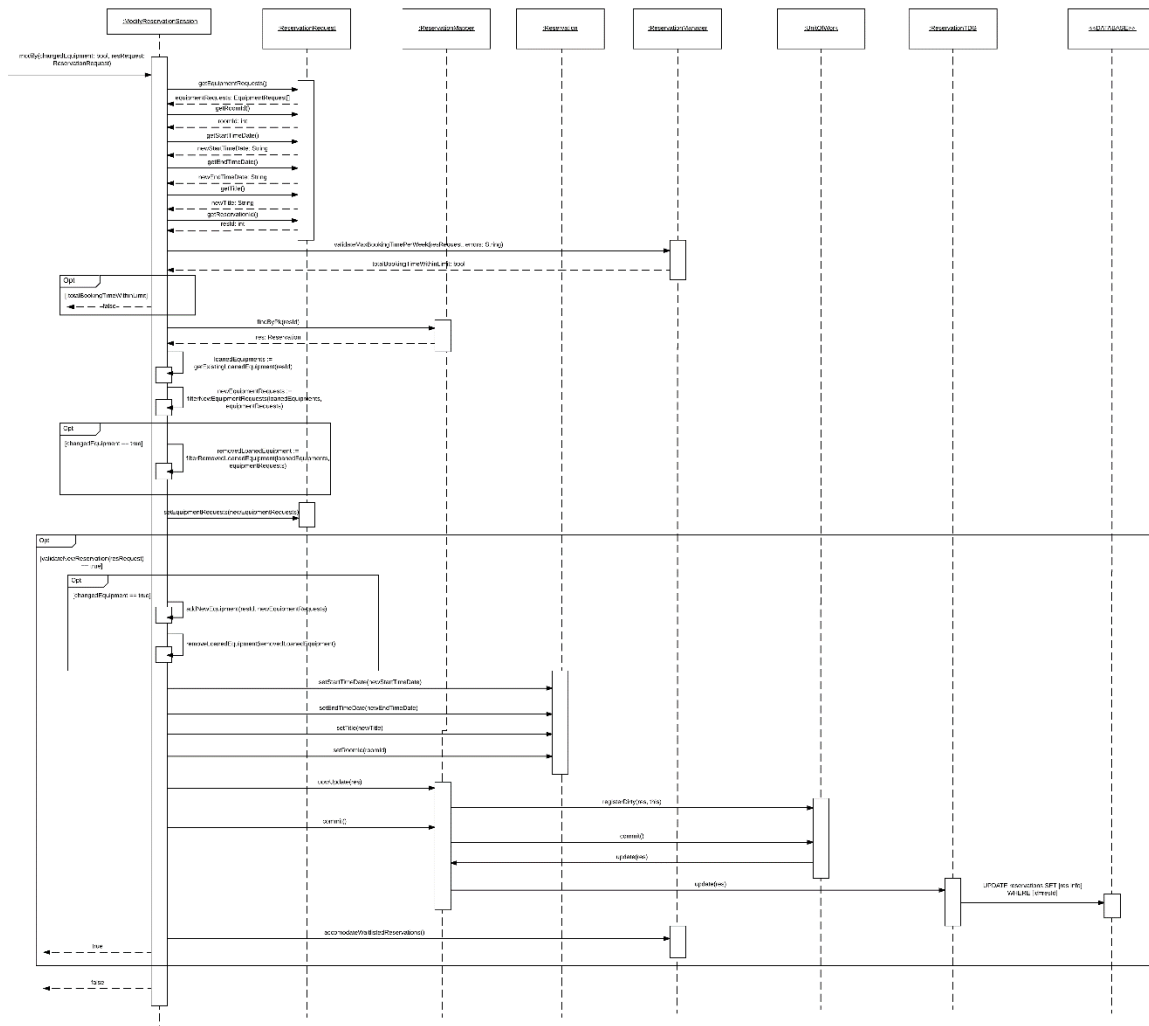 :ModifyReservationSession
:ReservationRequest
:ReservationMapper
:Reservation
:ReservationManager
:UnitOfWork
:ReservationTDG
<<DATABASE>>
modify(changedEquipment: bool, resRequest:
ReservationRequest)
getEquipmentRequests()
equipmentRequests: EquipmentRequest[]
getRoomId()
roomId: int
getStartTimeDate()
newStartTimeDate: String
getEndTimeDate()
newEndTimeDate: String
getTitle()
newTitle: String
getReservationId()
resId: int
validateMaxBookingTimePerWeek(resRequest, errors: String)
totalBookingTimeWithinLimit: bool
Opt
[!totalBookingTimeWithinLimit]
false
findByPk(resId)
res: Reservation
loanedEquipments :=
getExistingLoanedEquipment(resId)
newEquipmentRequests :=
filterNewEquipmentRequests(loanedEquipments,
equipmentRequests)
Opt
[changedEquipment == true]
removedLoanedEquipment :=
filterRemovedLoanedEquipment(loanedEquipments,
equipmentRequests)
setEquipmentRequests(newEquipmentRequests)
Opt
[validateNewReservation(resRequest)
== true]
Opt
[changedEquipment == true]
addNewEquipment(resId, newEquipmentRequests)
removeLoanedEquipment(removedLoanedEquipment)
setStartTimeDate(newStartTimeDate)
setEndTimeDate(newEndTimeDate)
setTitle(newTitle)
setRoomId(roomId)
uowUpdate(res)
registerDirty(res, this)
commit()
commit()
update(res)
update(res)
UPDATE reservations SET [res info]
WHERE [id=resId]
accomodateWaitlistedReservations()
true
false